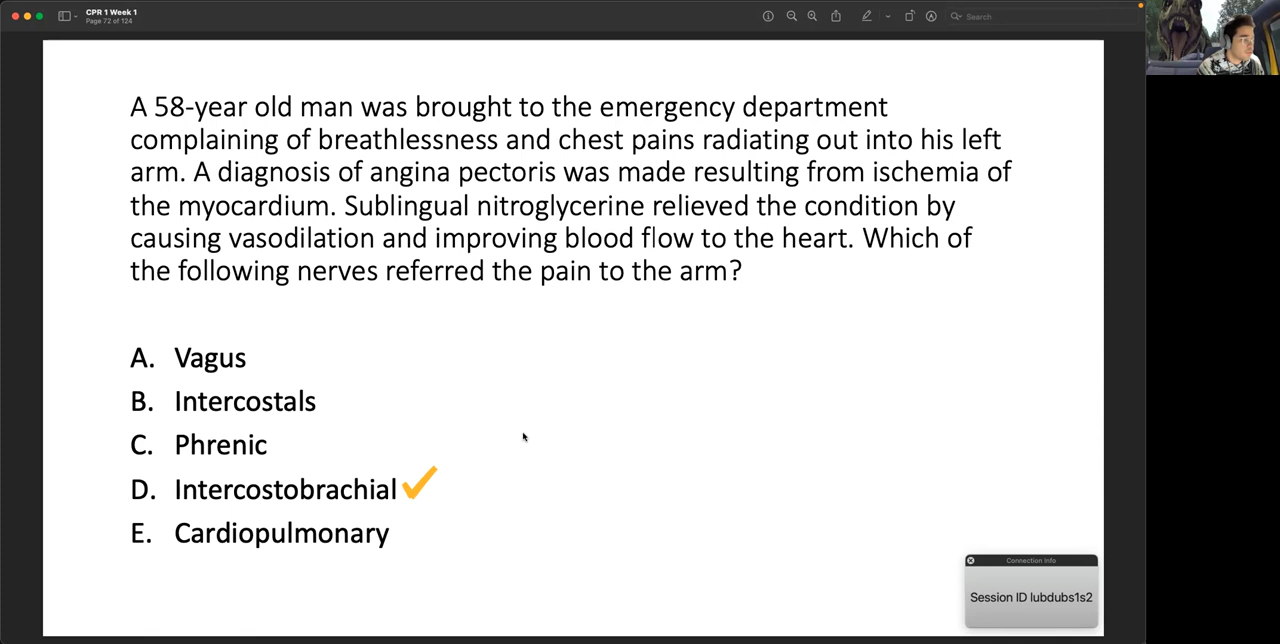 CPR 1 Week 1
Page 72 of 124
Search
A 58-year old man was brought to the emergency department
complaining of breathlessness and chest pains radiating out into his left
arm. A diagnosis of angina pectoris was made resulting from ischemia of
the myocardium. Sublingual nitroglycerine relieved the condition by
causing vasodilation and improving blood flow to the heart. Which of
the following nerves referred the pain to the arm?
A. Vagus
B. Intercostals
C. Phrenic
D. Intercostobrachial
E. Cardiopulmonary
Connection Info
Session ID lubdubs1s2